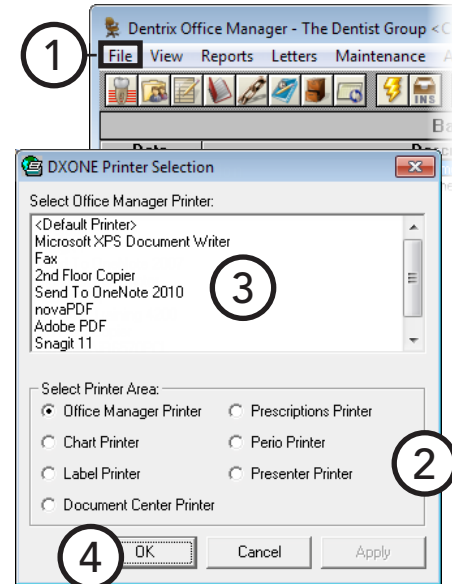 Dentrix Office Manager - The Dentist Group <
1
File View Reports Letters Maintenance
INS
DXONE Printer Selection
Select Office Manager Printer:
<Default Printer>
Microsoft XPS Document Writer
Fax
2nd Floor Copier
Send To OneNote 2010
3
novaPDF
Adobe PDF
Snagit 11
Select Printer Area:
Office Manager Printer Prescriptions Printer
Chart Printer Perio Printer
2
Label Printer Presenter Printer
Document Center Printer
4
OK Cancel Apply